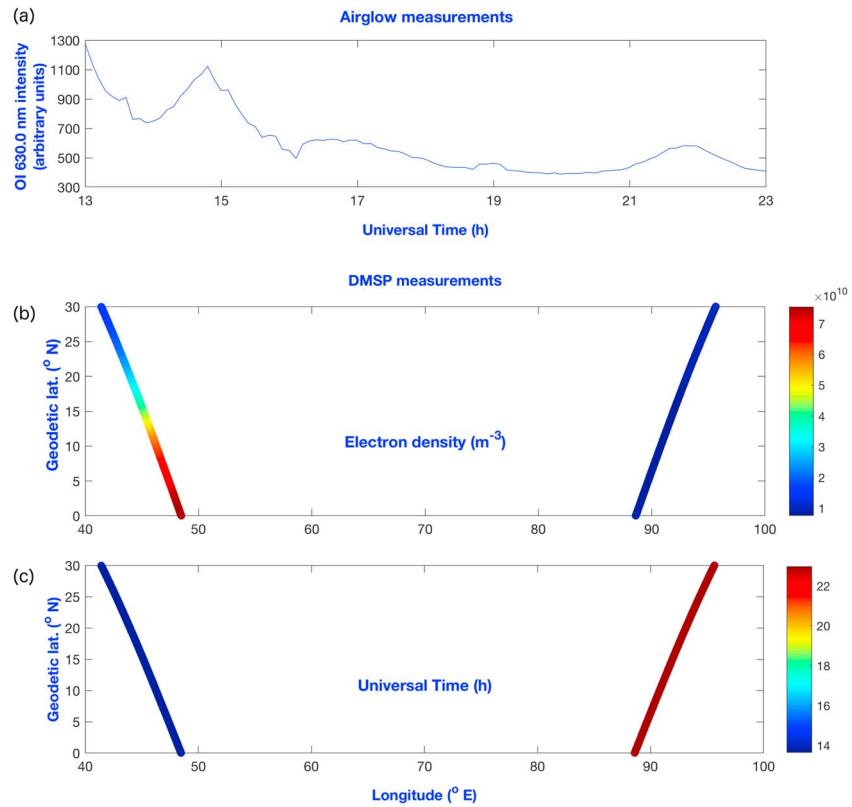 (a)
Airglow measurements
OI 630.0 nm intensity
(arbitrary units)
1300
1100
900
700
500
300
13 15 17 19 21 23
Universal Time (h)
DMSP measurements
(b)
Geodetic lat. (° N)
30
25
20
15
10
5
0
40 50 60 70 80 90 100
Electron density (m⁻³)
×10¹⁰
7
6
5
4
3
2
1
(c)
Geodetic lat. (° N)
30
25
20
15
10
5
0
40 50 60 70 80 90 100
Universal Time (h)
22
20
18
16
14
Longitude (° E)